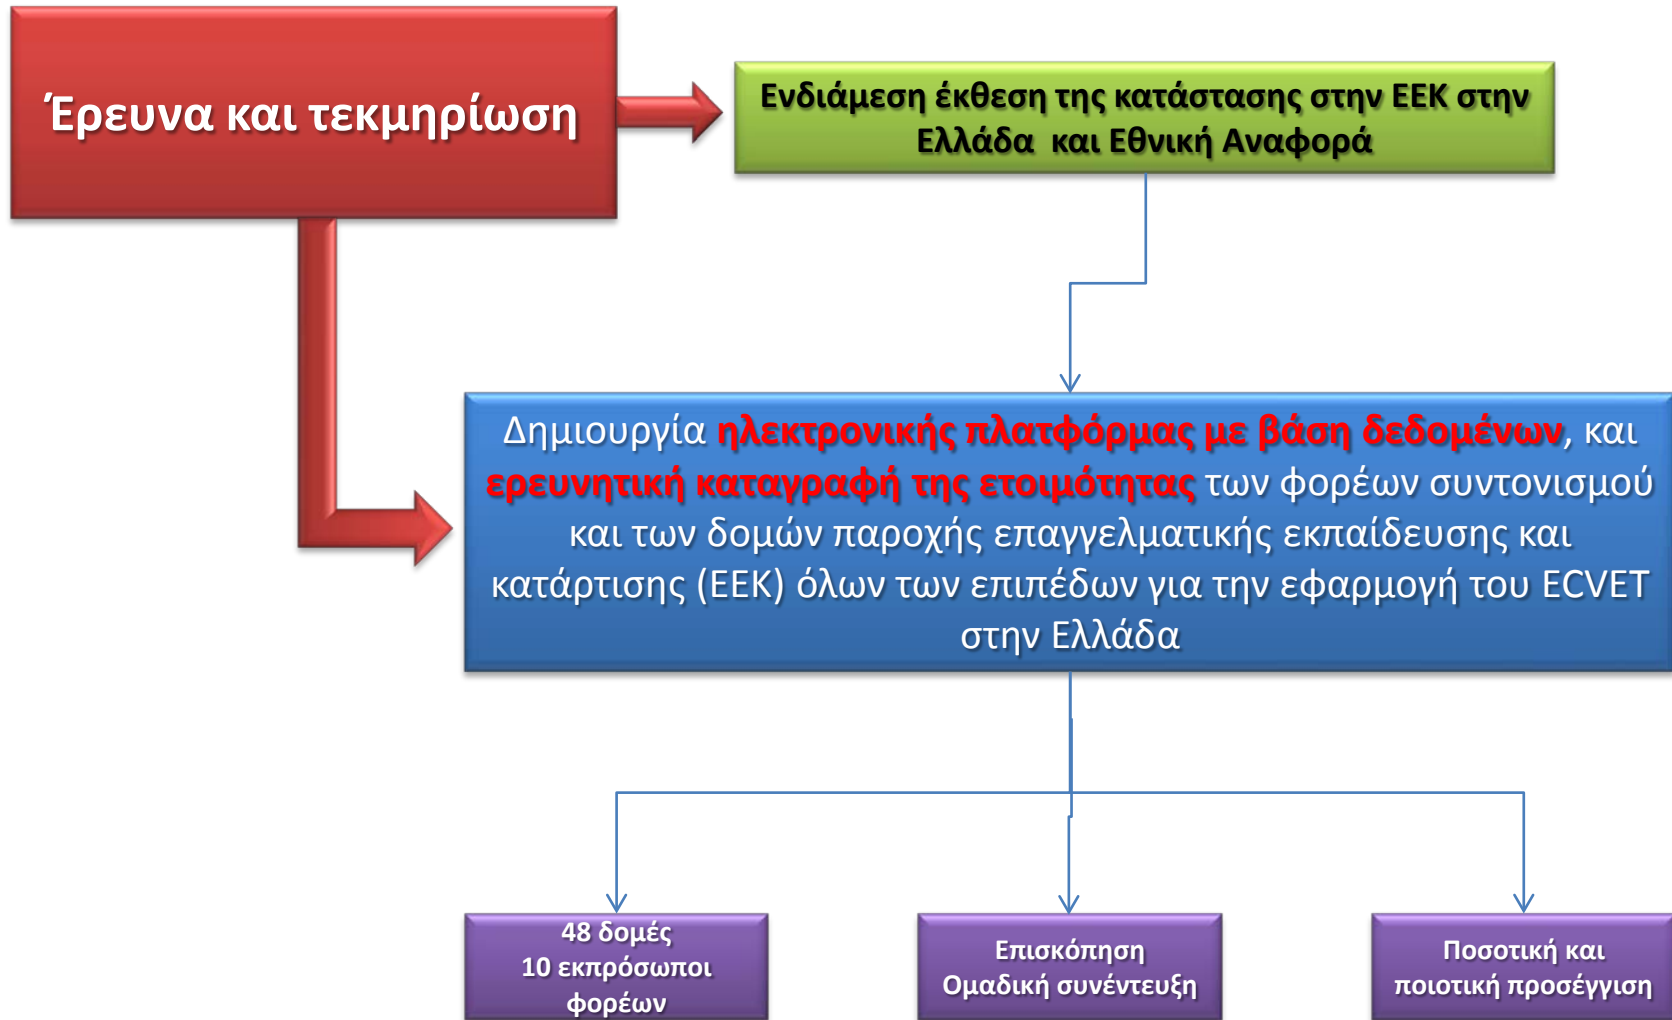 Έρευνα και τεκμηρίωση
Ενδιάμεση έκθεση της κατάστασης στην ΕΕΚ στην
Ελλάδα και Εθνική Αναφορά
Δημιουργία ηλεκτρονικής πλατφόρμας με βάση δεδομένων, και
ερευνητική καταγραφή της ετοιμότητας των φορέων συντονισμού
και των δομών παροχής επαγγελματικής εκπαίδευσης και
κατάρτισης (ΕΕΚ) όλων των επιπέδων για την εφαρμογή του ECVET
στην Ελλάδα
48 δομές
10 εκπρόσωποι
φορέων
Επισκόπηση
Ομαδική συνέντευξη
Ποσοτική και
ποιοτική προσέγγιση